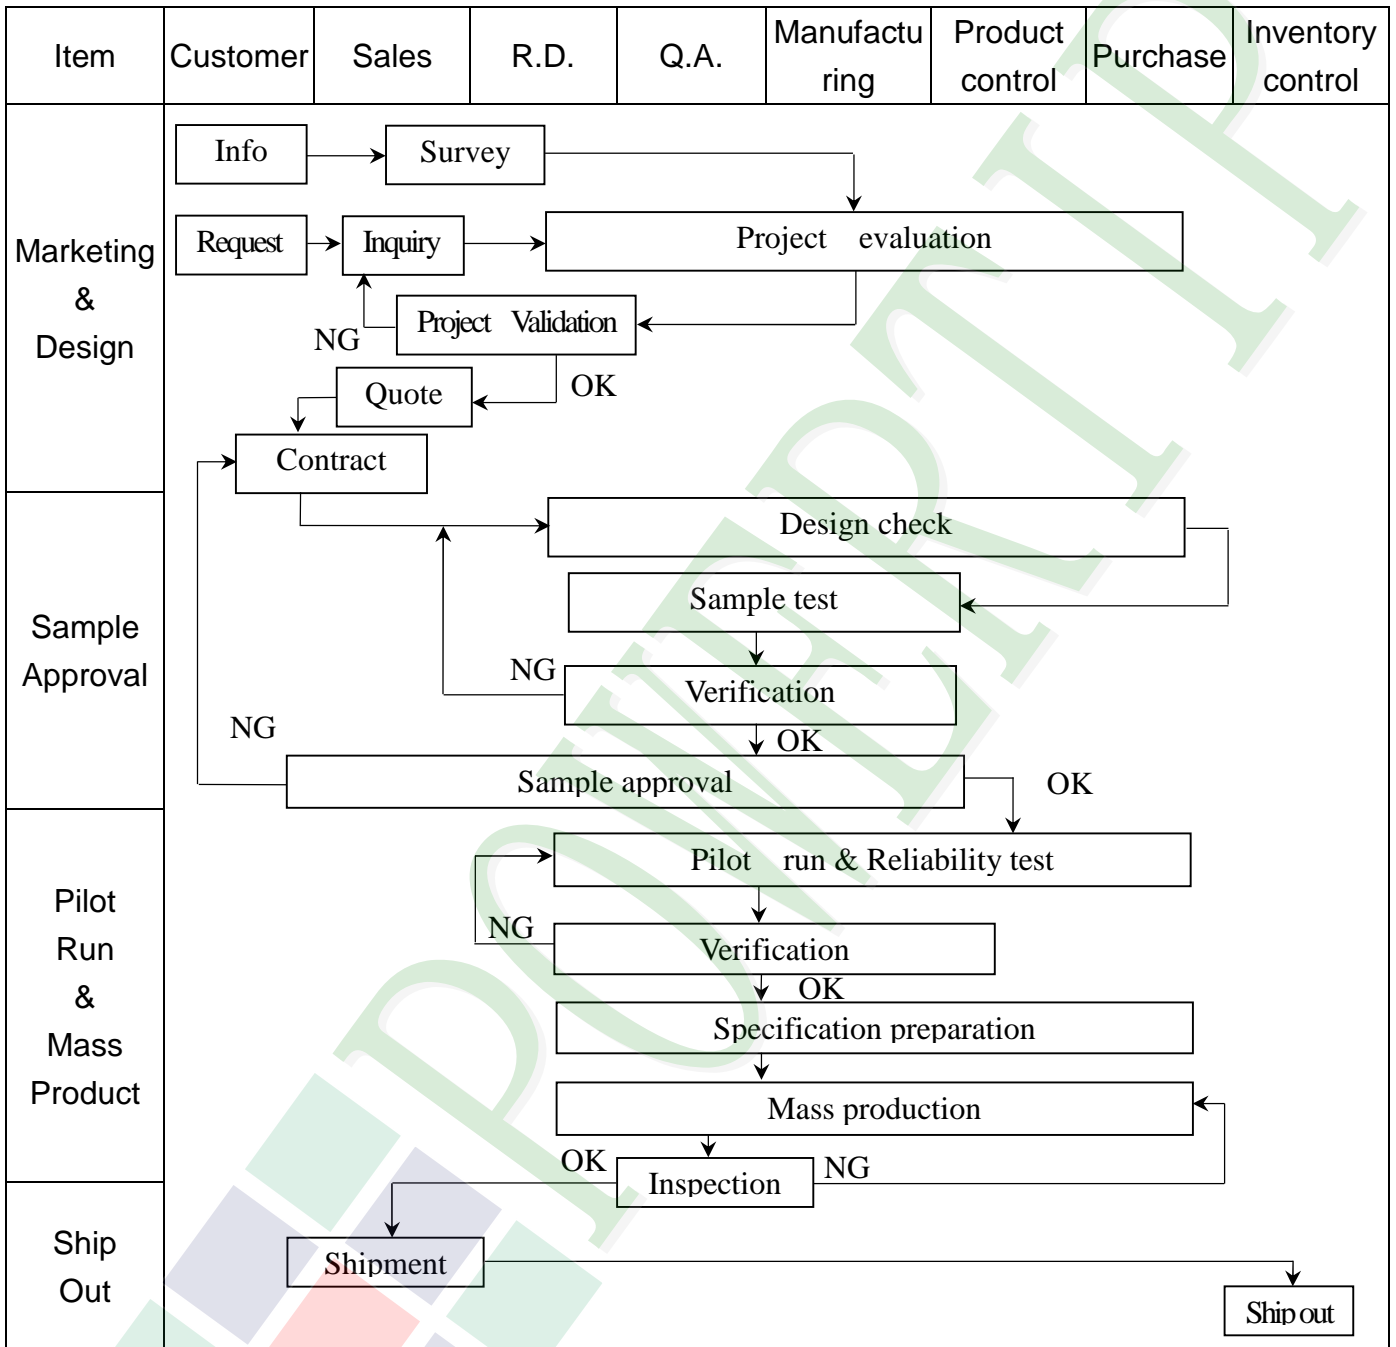 Item
Customer
Sales
R.D.
Q.A.
Manufactu
ring
Product
control
Purchase
Inventory
control
Marketing
&
Design
Info
Survey
Request
Inquiry
Project evaluation
Project Validation
NG
OK
Quote
Contract
Sample
Approval
Design check
Sample test
NG
Verification
OK
NG
Sample approval
OK
Pilot
Run
&
Mass
Product
Pilot run & Reliability test
NG
Verification
OK
Specification preparation
Mass production
OK
Inspection
NG
Ship
Out
Shipment
Ship out
POWERTIP